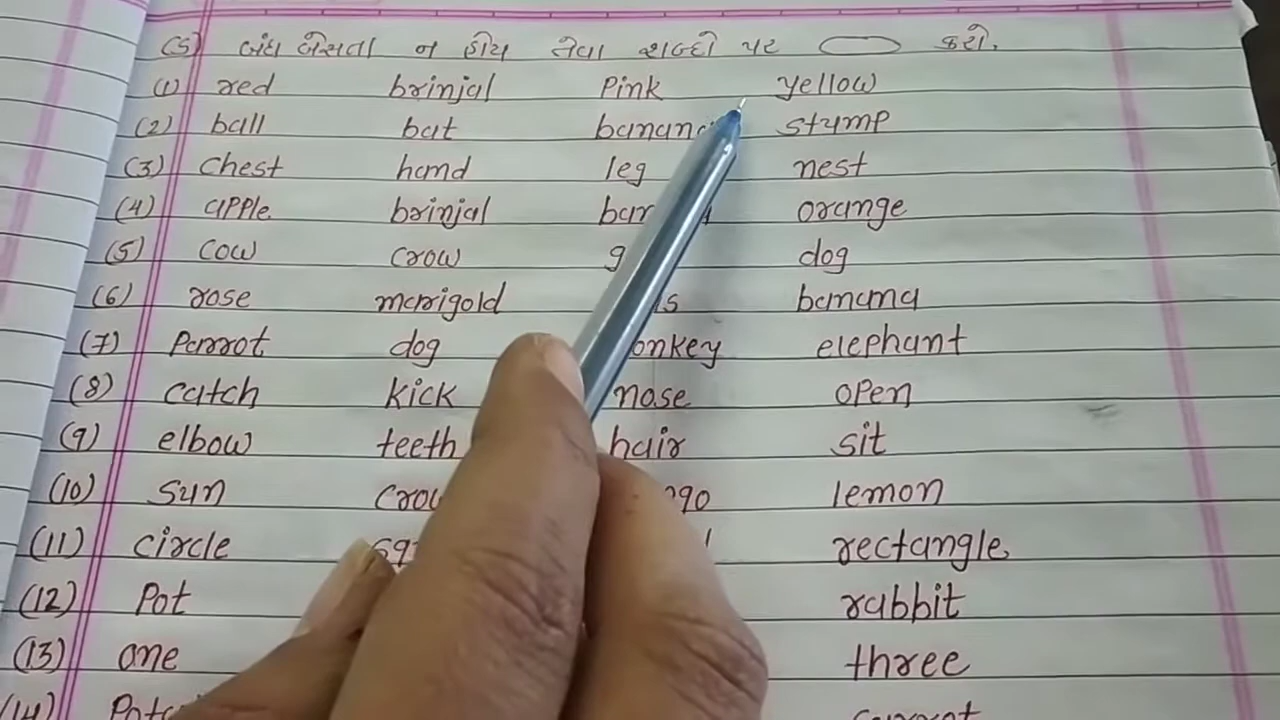 (5) બંધ બેસતા ન હોય તેવા શબ્દો પર કરો.
(1) red brinjal Pink yellow
(2) ball bat stump
(3) Chest hand leg nest
(4) apple brinjal orange
(5) cow crow dog
(6) rose marigold banana
(7) Parrot dog elephant
(8) catch kick nose open
(9) elbow teeth hair sit
(10) Sun lemon
(11) circle rectangle
(12) Pot rabbit
(13) one three
(14)